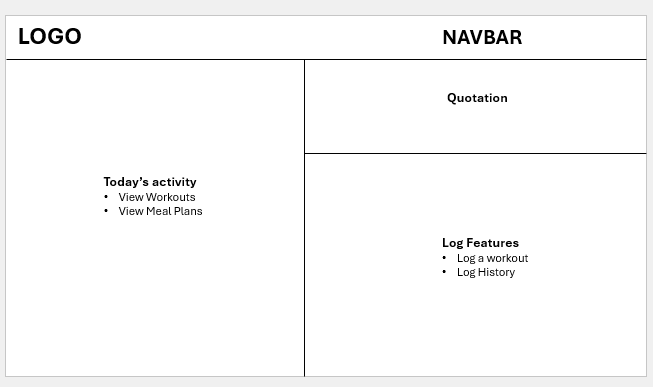 LOGO
NAVBAR
Quotation
Today’s activity
• View Workouts
• View Meal Plans
Log Features
• Log a workout
• Log History